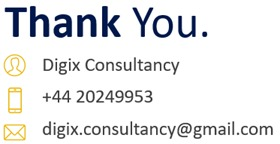 Thank You.
Digix Consultancy
+44 20249953
digix.consultancy@gmail.com